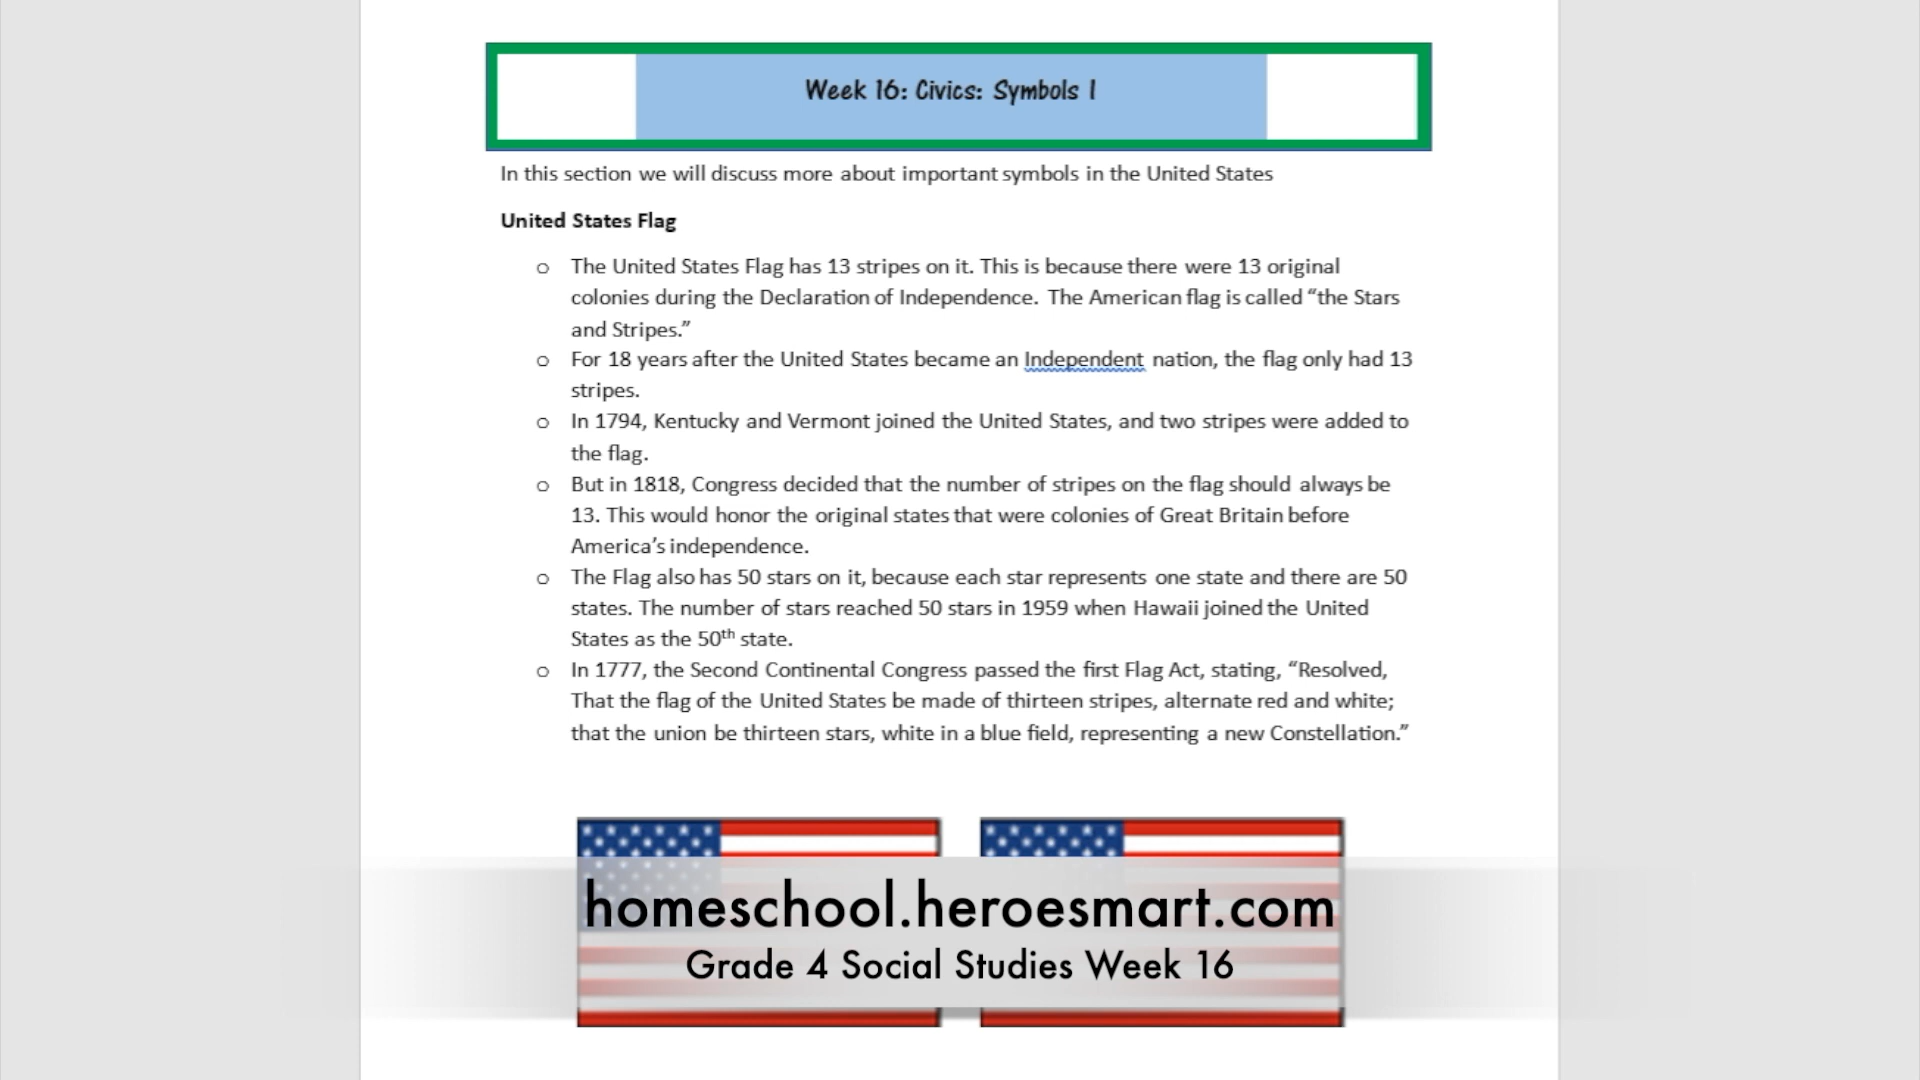 Week 16: Civics: Symbols 1
In this section we will discuss more about important symbols in the United States
United States Flag
o The United States Flag has 13 stripes on it. This is because there were 13 original
colonies during the Declaration of Independence. The American flag is called “the Stars
and Stripes.”
o For 18 years after the United States became an Independent nation, the flag only had 13
stripes.
o In 1794, Kentucky and Vermont joined the United States, and two stripes were added to
the flag.
o But in 1818, Congress decided that the number of stripes on the flag should always be
13. This would honor the original states that were colonies of Great Britain before
America’s independence.
o The Flag also has 50 stars on it, because each star represents one state and there are 50
states. The number of stars reached 50 stars in 1959 when Hawaii joined the United
States as the 50th state.
o In 1777, the Second Continental Congress passed the first Flag Act, stating, “Resolved,
That the flag of the United States be made of thirteen stripes, alternate red and white;
that the union be thirteen stars, white in a blue field, representing a new Constellation.”
homeschool.heroesmart.com
Grade 4 Social Studies Week 16